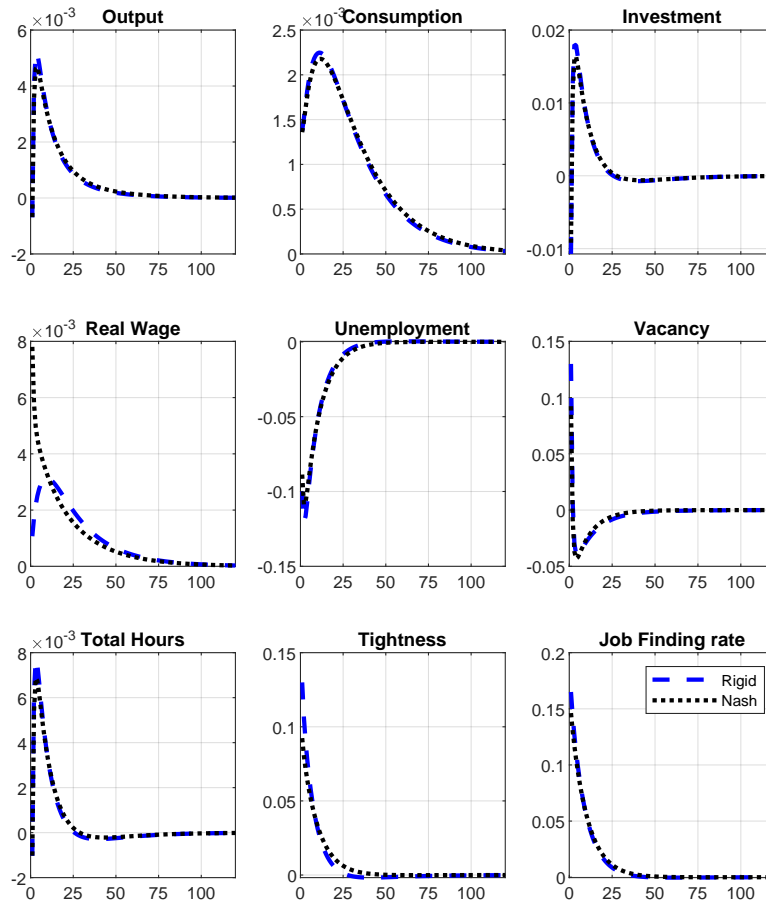 Output
×10⁻³
6
4
2
0
-2
0 25 50 75 100
Consumption
×10⁻³
2.5
2
1.5
1
0.5
0
0 25 50 75 100
Investment
0.02
0.01
0
-0.01
0 25 50 75 100
Real Wage
×10⁻³
8
6
4
2
0
0 25 50 75 100
Unemployment
0
-0.05
-0.1
-0.15
0 25 50 75 100
Vacancy
0.15
0.1
0.05
0
-0.05
0 25 50 75 100
Total Hours
×10⁻³
8
6
4
2
0
-2
0 25 50 75 100
Tightness
0.15
0.1
0.05
0
0 25 50 75 100
Job Finding rate
0.2
0.15
0.1
0.05
0
0 25 50 75 100
Rigid
Nash